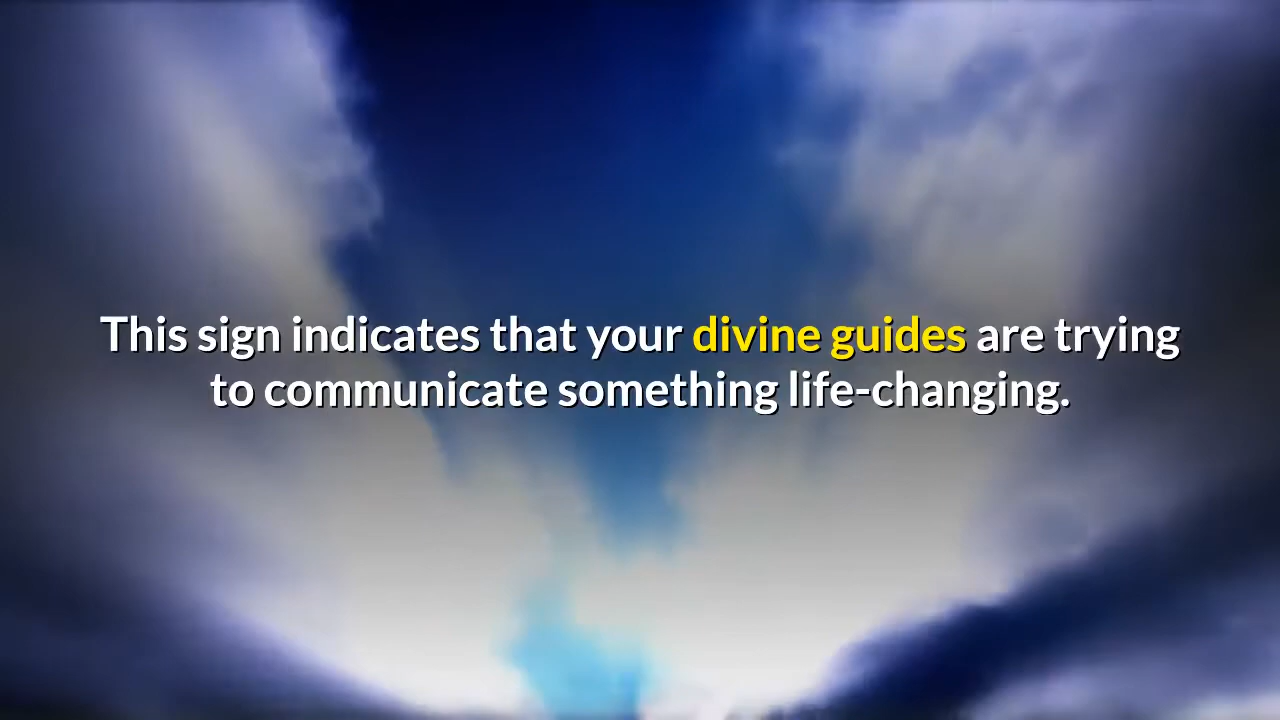 This sign indicates that your divine guides are trying
to communicate something life-changing.